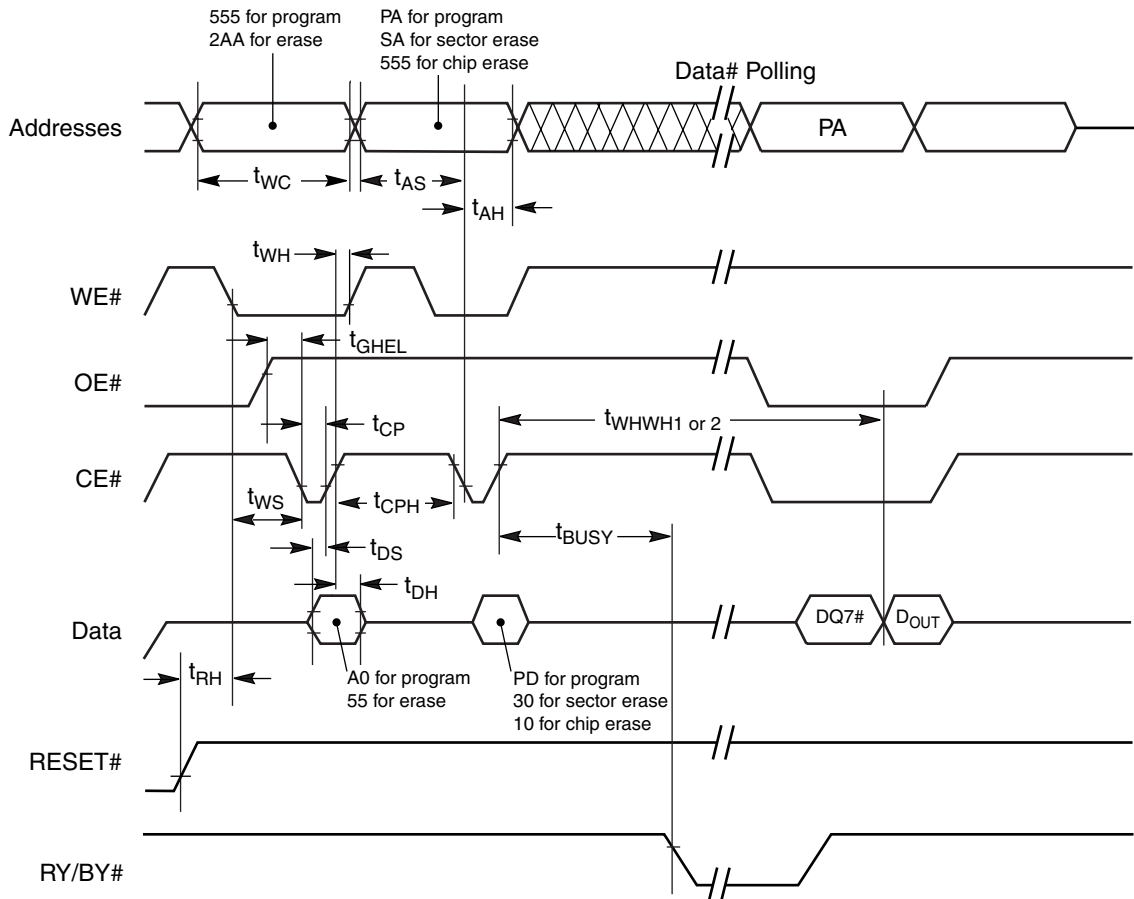 555 for program
2AA for erase
PA for program
SA for sector erase
555 for chip erase
Data# Polling
Addresses
PA
tWC
tAS
tAH
tWH
WE#
tGHEL
OE#
tWHWH1 or 2
tCP
CE#
tWS
tCPH
tBUSY
tDS
tDH
Data
DQ7#
DOUT
tRH
A0 for program
55 for erase
PD for program
30 for sector erase
10 for chip erase
RESET#
RY/BY#